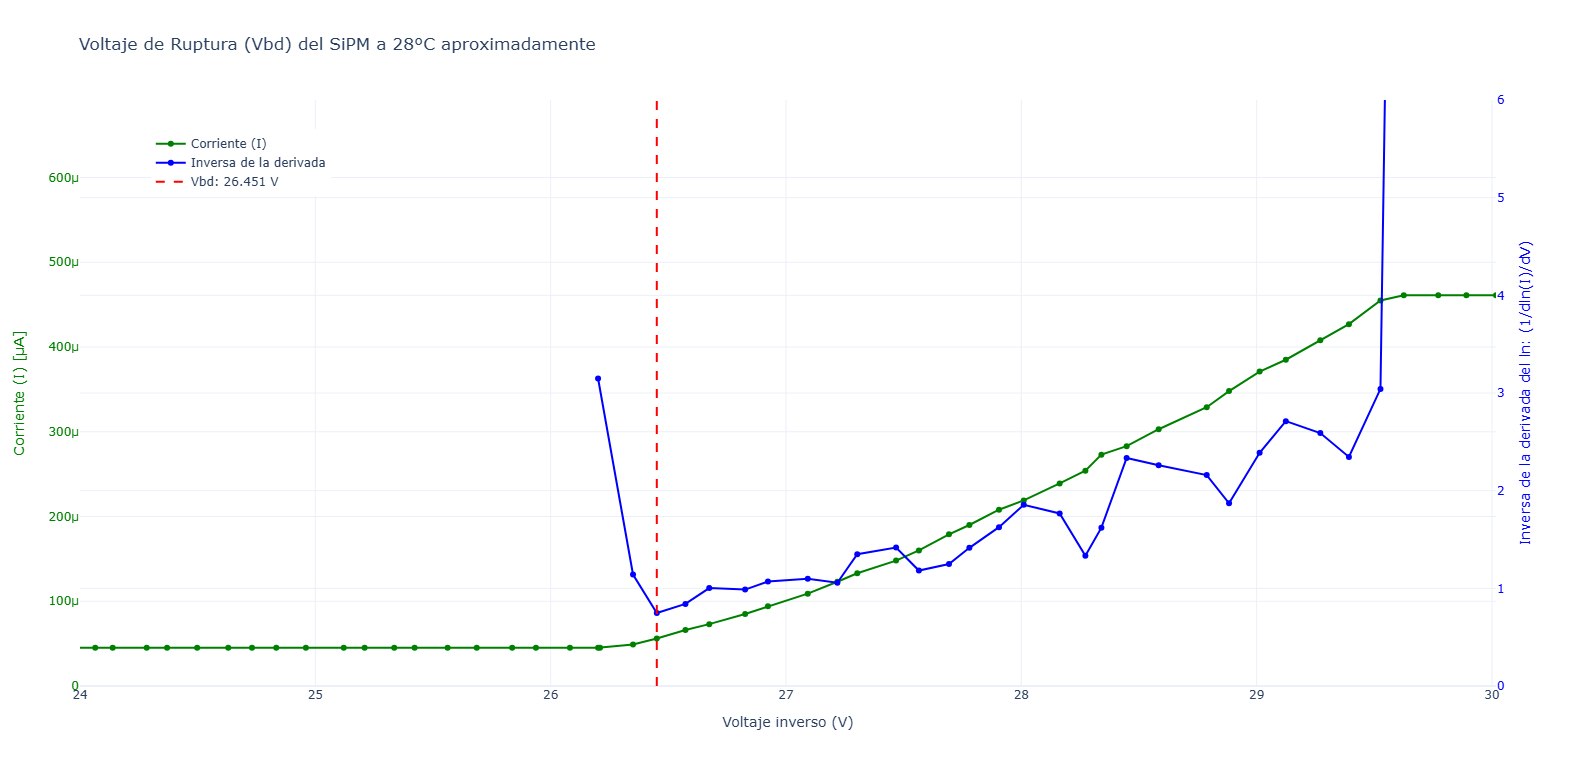 Voltaje de Ruptura (Vbd) del SiPM a 28ºC aproximadamente
Corriente (I)
Inversa de la derivada
Vbd: 26.451 V
600μ
500μ
400μ
300μ
200μ
100μ
0
Corriente (I) [μA]
6
5
4
3
2
1
0
Inversa de la derivada del ln: (1/dln(I)/dV)
24
25
26
27
28
29
30
Voltaje inverso (V)